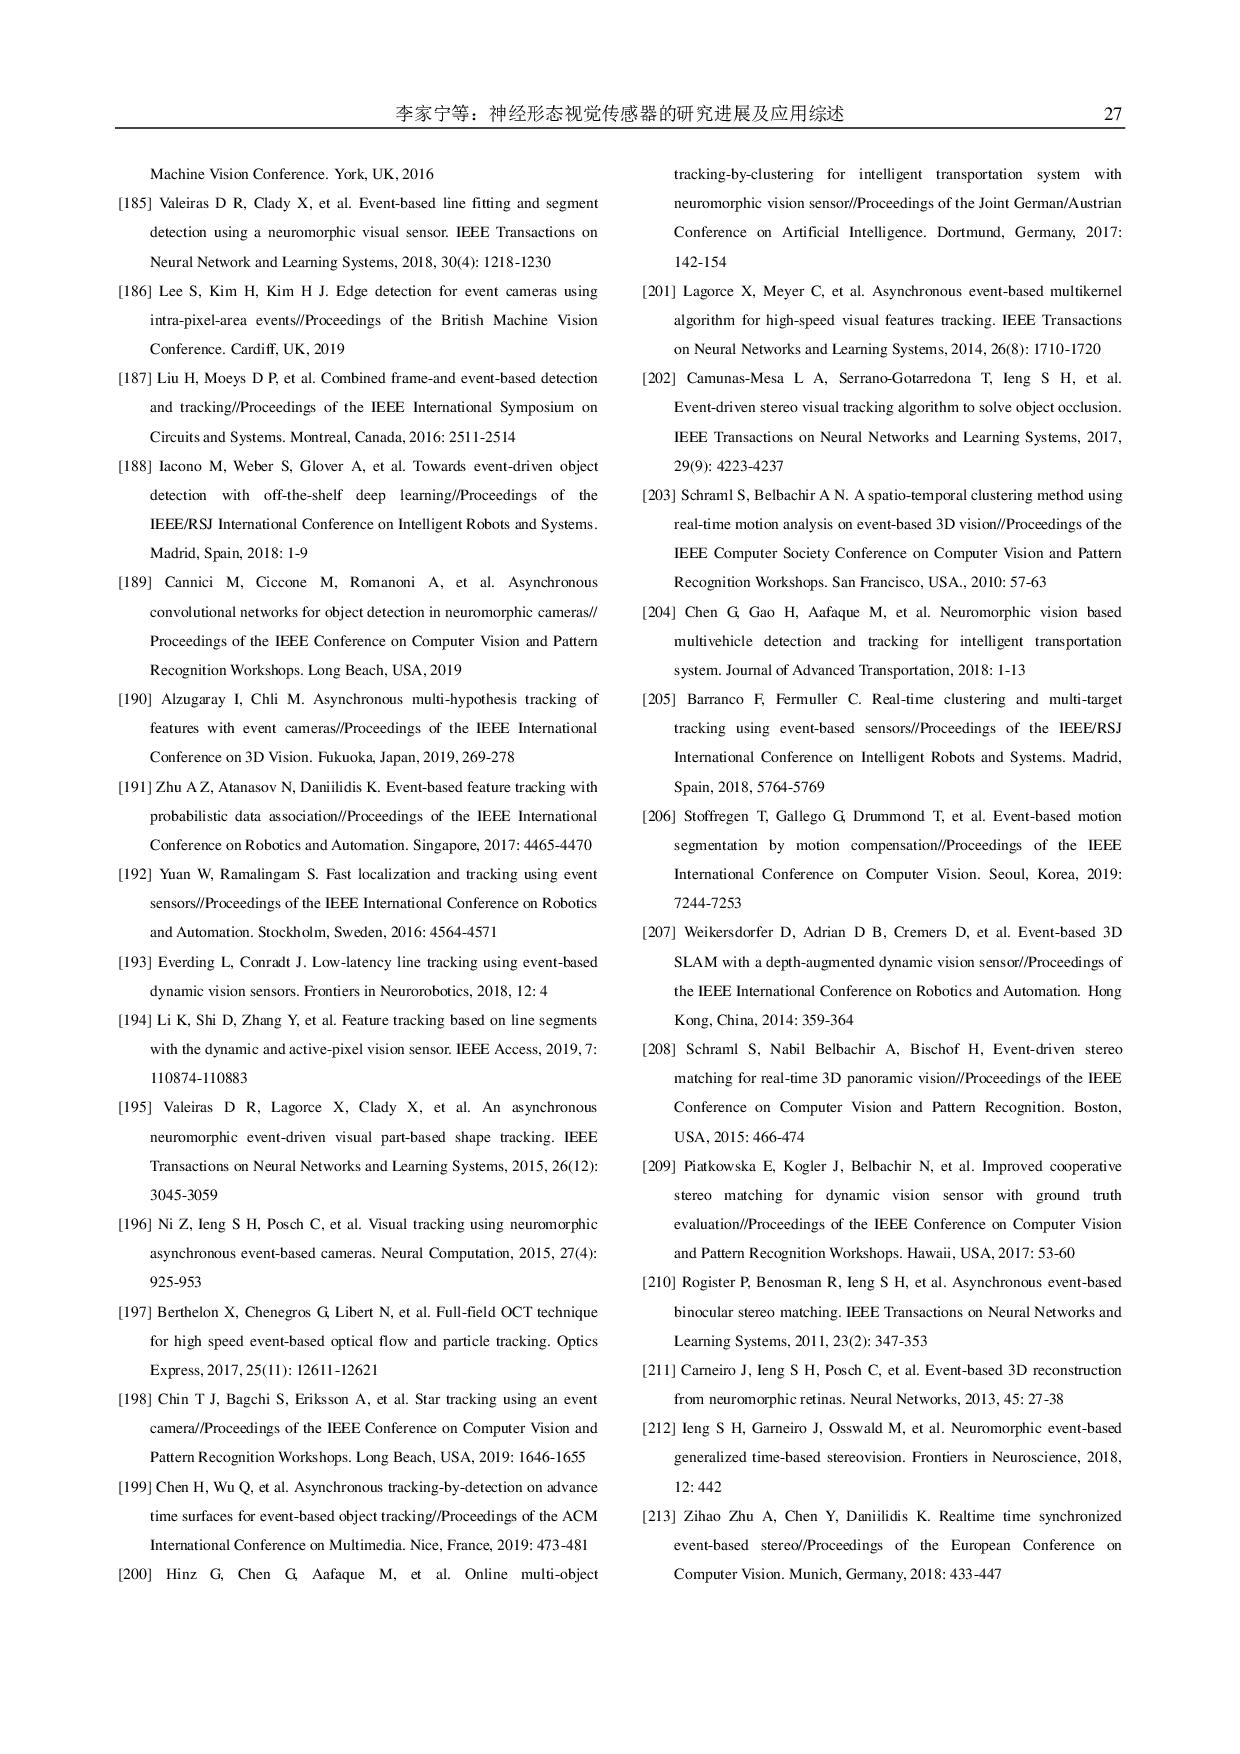 李家宁等：神经形态视觉传感器的研究进展及应用综述 27
Machine Vision Conference. York, UK, 2016
[185] Valeiras D R, Clady X, et al. Event-based line fitting and segment
detection using a neuromorphic visual sensor. IEEE Transactions on
Neural Network and Learning Systems, 2018, 30(4): 1218-1230
[186] Lee S, Kim H, Kim H J. Edge detection for event cameras using
intra-pixel-area events//Proceedings of the British Machine Vision
Conference. Cardiff, UK, 2019
[187] Liu H, Moeys D P, et al. Combined frame-and event-based detection
and tracking//Proceedings of the IEEE International Symposium on
Circuits and Systems. Montreal, Canada, 2016: 2511-2514
[188] Iacono M, Weber S, Glover A, et al. Towards event-driven object
detection with off-the-shelf deep learning//Proceedings of the
IEEE/RSJ International Conference on Intelligent Robots and Systems.
Madrid, Spain, 2018: 1-9
[189] Cannici M, Ciccone M, Romanoni A, et al. Asynchronous
convolutional networks for object detection in neuromorphic cameras//
Proceedings of the IEEE Conference on Computer Vision and Pattern
Recognition Workshops. Long Beach, USA, 2019
[190] Alzugaray I, Chli M. Asynchronous multi-hypothesis tracking of
features with event cameras//Proceedings of the IEEE International
Conference on 3D Vision. Fukuoka, Japan, 2019, 269-278
[191] Zhu A Z, Atanasov N, Daniilidis K. Event-based feature tracking with
probabilistic data association//Proceedings of the IEEE International
Conference on Robotics and Automation. Singapore, 2017: 4465-4470
[192] Yuan W, Ramalingam S. Fast localization and tracking using event
sensors//Proceedings of the IEEE International Conference on Robotics
and Automation. Stockholm, Sweden, 2016: 4564-4571
[193] Everding L, Conradt J. Low-latency line tracking using event-based
dynamic vision sensors. Frontiers in Neurorobotics, 2018, 12: 4
[194] Li K, Shi D, Zhang Y, et al. Feature tracking based on line segments
with the dynamic and active-pixel vision sensor. IEEE Access, 2019, 7:
110874-110883
[195] Valeiras D R, Lagorce X, Clady X, et al. An asynchronous
neuromorphic event-driven visual part-based shape tracking. IEEE
Transactions on Neural Networks and Learning Systems, 2015, 26(12):
3045-3059
[196] Ni Z, Ieng S H, Posch C, et al. Visual tracking using neuromorphic
asynchronous event-based cameras. Neural Computation, 2015, 27(4):
925-953
[197] Berthelon X, Chenegros G, Libert N, et al. Full-field OCT technique
for high speed event-based optical flow and particle tracking. Optics
Express, 2017, 25(11): 12611-12621
[198] Chin T J, Bagchi S, Eriksson A, et al. Star tracking using an event
camera//Proceedings of the IEEE Conference on Computer Vision and
Pattern Recognition Workshops. Long Beach, USA, 2019: 1646-1655
[199] Chen H, Wu Q, et al. Asynchronous tracking-by-detection on advance
time surfaces for event-based object tracking//Proceedings of the ACM
International Conference on Multimedia. Nice, France, 2019: 473-481
[200] Hinz G, Chen G, Aafaque M, et al. Online multi-object
tracking-by-clustering for intelligent transportation system with
neuromorphic vision sensor//Proceedings of the Joint German/Austrian
Conference on Artificial Intelligence. Dortmund, Germany, 2017:
142-154
[201] Lagorce X, Meyer C, et al. Asynchronous event-based multikernel
algorithm for high-speed visual features tracking. IEEE Transactions
on Neural Networks and Learning Systems, 2014, 26(8): 1710-1720
[202] Camunas-Mesa L A, Serrano-Gotarredona T, Ieng S H, et al.
Event-driven stereo visual tracking algorithm to solve object occlusion.
IEEE Transactions on Neural Networks and Learning Systems, 2017,
29(9): 4223-4237
[203] Schraml S, Belbachir A N. A spatio-temporal clustering method using
real-time motion analysis on event-based 3D vision//Proceedings of the
IEEE Computer Society Conference on Computer Vision and Pattern
Recognition Workshops. San Francisco, USA., 2010: 57-63
[204] Chen G, Gao H, Aafaque M, et al. Neuromorphic vision based
multivehicle detection and tracking for intelligent transportation
system. Journal of Advanced Transportation, 2018: 1-13
[205] Barranco F, Fermuller C. Real-time clustering and multi-target
tracking using event-based sensors//Proceedings of the IEEE/RSJ
International Conference on Intelligent Robots and Systems. Madrid,
Spain, 2018, 5764-5769
[206] Stoffregen T, Gallego G, Drummond T, et al. Event-based motion
segmentation by motion compensation//Proceedings of the IEEE
International Conference on Computer Vision. Seoul, Korea, 2019:
7244-7253
[207] Weikersdorfer D, Adrian D B, Cremers D, et al. Event-based 3D
SLAM with a depth-augmented dynamic vision sensor//Proceedings of
the IEEE International Conference on Robotics and Automation. Hong
Kong, China, 2014: 359-364
[208] Schraml S, Nabil Belbachir A, Bischof H, Event-driven stereo
matching for real-time 3D panoramic vision//Proceedings of the IEEE
Conference on Computer Vision and Pattern Recognition. Boston,
USA, 2015: 466-474
[209] Piatkowska E, Kogler J, Belbachir N, et al. Improved cooperative
stereo matching for dynamic vision sensor with ground truth
evaluation//Proceedings of the IEEE Conference on Computer Vision
and Pattern Recognition Workshops. Hawaii, USA, 2017: 53-60
[210] Rogister P, Benosman R, Ieng S H, et al. Asynchronous event-based
binocular stereo matching. IEEE Transactions on Neural Networks and
Learning Systems, 2011, 23(2): 347-353
[211] Carneiro J, Ieng S H, Posch C, et al. Event-based 3D reconstruction
from neuromorphic retinas. Neural Networks, 2013, 45: 27-38
[212] Ieng S H, Garneiro J, Osswald M, et al. Neuromorphic event-based
generalized time-based stereovision. Frontiers in Neuroscience, 2018,
12: 442
[213] Zihao Zhu A, Chen Y, Daniilidis K. Realtime time synchronized
event-based stereo//Proceedings of the European Conference on
Computer Vision. Munich, Germany, 2018: 433-447